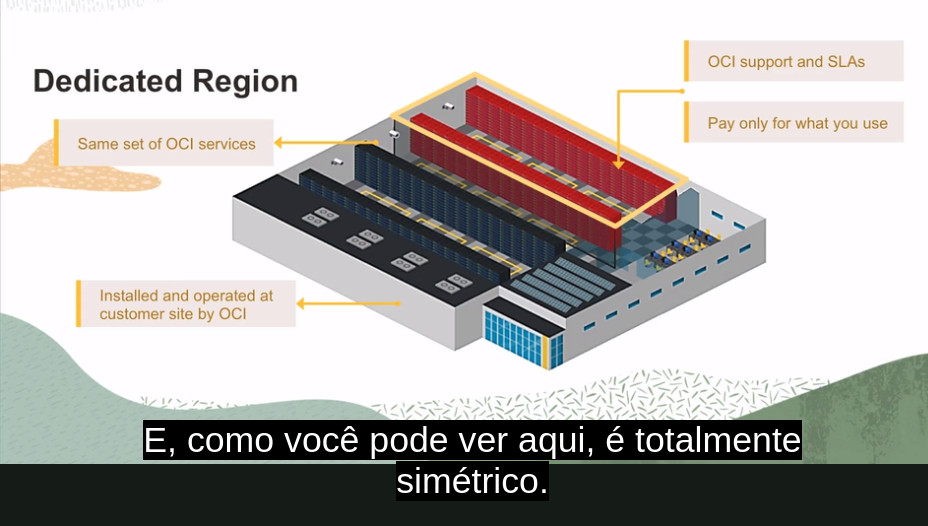 Dedicated Region
OCI support and SLAs
Pay only for what you use
Same set of OCI services
Installed and operated at
customer site by OCI
E, como você pode ver aqui, é totalmente
simétrico.